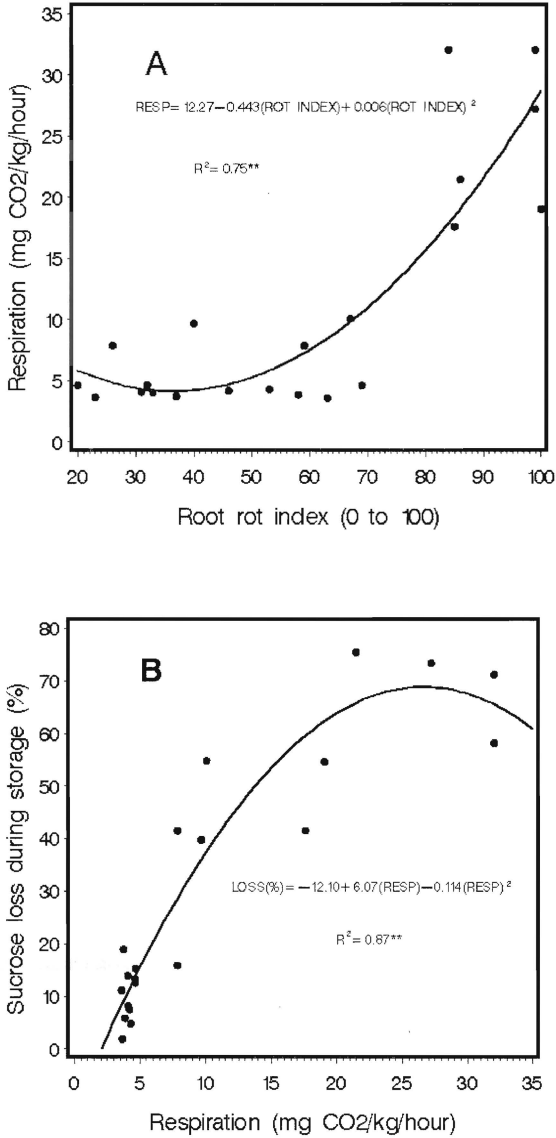 35
30
25
20
15
10
5
0
Respiration (mg CO2/kg/hour)
A
RESP= 12.27-0.443(ROT INDEX)+ 0.006(ROT INDEX) ²
R²= 0.75**
20 30 40 50 60 70 80 90 100
Root rot index (0 to 100)
80
70
60
50
40
30
20
10
0
Sucrose loss during storage (%)
B
LOSS(%)= -12.10+ 6.07(RESP)-0.114(RESP) ²
R²= 0.87**
0 5 10 15 20 25 30 35
Respiration (mg CO2/kg/hour)